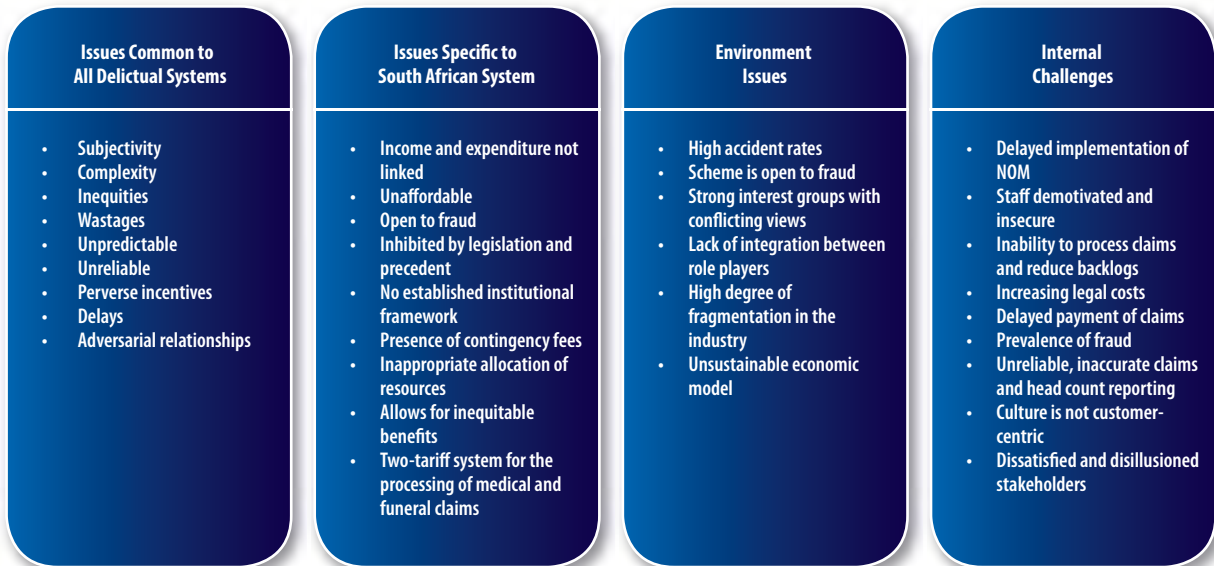 Issues Common to
All Delictual Systems
• Subjectivity
• Complexity
• Inequities
• Wastages
• Unpredictable
• Unreliable
• Perverse incentives
• Delays
• Adversarial relationships
Issues Specific to
South African System
• Income and expenditure not
linked
• Unaffordable
• Open to fraud
• Inhibited by legislation and
precedent
• No established institutional
framework
• Presence of contingency fees
• Inappropriate allocation of
resources
• Allows for inequitable
benefits
• Two-tariff system for the
processing of medical and
funeral claims
Environment
Issues
• High accident rates
• Scheme is open to fraud
• Strong interest groups with
conflicting views
• Lack of integration between
role players
• High degree of
fragmentation in the
industry
• Unsustainable economic
model
Internal
Challenges
• Delayed implementation of
NOM
• Staff demotivated and
insecure
• Inability to process claims
and reduce backlogs
• Increasing legal costs
• Delayed payment of claims
• Prevalence of fraud
• Unreliable, inaccurate claims
and head count reporting
• Culture is not customer-
centric
• Dissatisfied and disillusioned
stakeholders